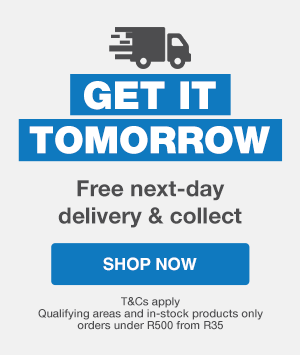 GET IT
TOMORROW
Free next-day
delivery & collect
SHOP NOW
T&Cs apply
Qualifying areas and in-stock products only
orders under R500 from R35